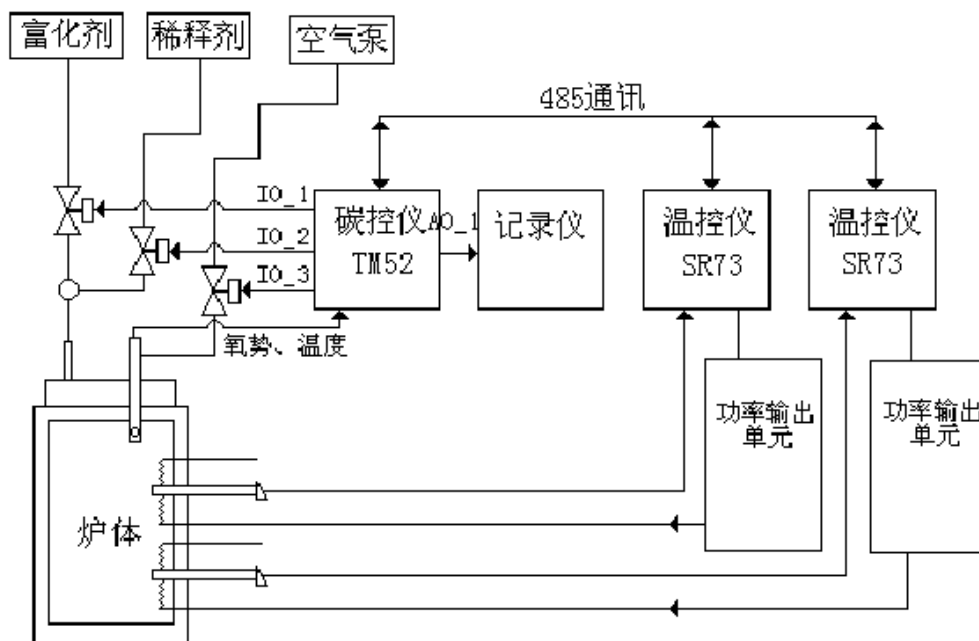 富化剂
稀释剂
空气泵
485通讯
IO_1
IO_2
IO_3
碳控仪
TM52
AO_1
记录仪
温控仪
SR73
温控仪
SR73
氧势、温度
功率输出
单元
功率输出
单元
炉体